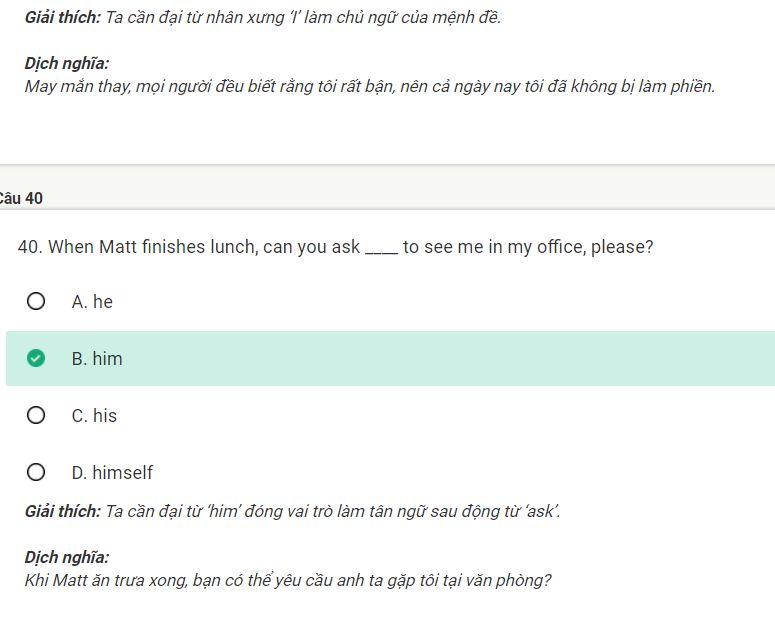 Giải thích: Ta cần đại từ nhân xưng ‘I’ làm chủ ngữ của mệnh đề.
Dịch nghĩa:
May mắn thay, mọi người đều biết rằng tôi rất bận, nên cả ngày nay tôi đã không bị làm phiền.
Câu 40
40. When Matt finishes lunch, can you ask ____ to see me in my office, please?
A. he
B. him
C. his
D. himself
Giải thích: Ta cần đại từ ‘him’ đóng vai trò làm tân ngữ sau động từ ‘ask’.
Dịch nghĩa:
Khi Matt ăn trưa xong, bạn có thể yêu cầu anh ta gặp tôi tại văn phòng?